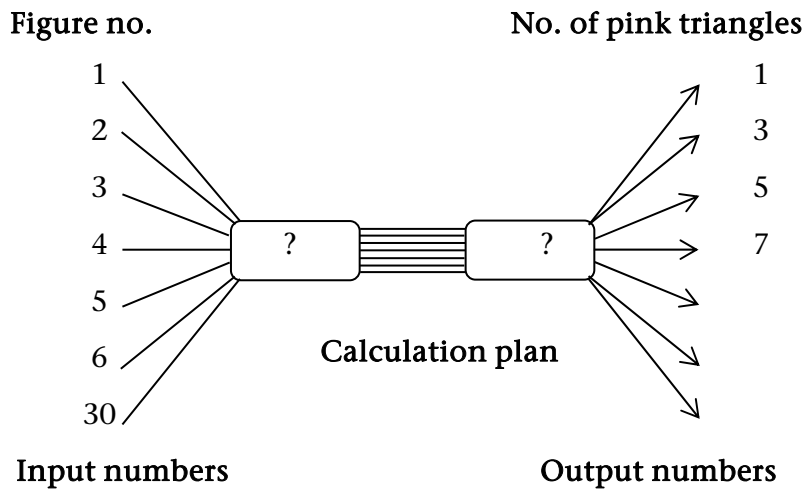 Figure no. No. of pink triangles
1 1
2 3
3 5
4 ? ? 7
5
6
Calculation plan
30
Input numbers Output numbers